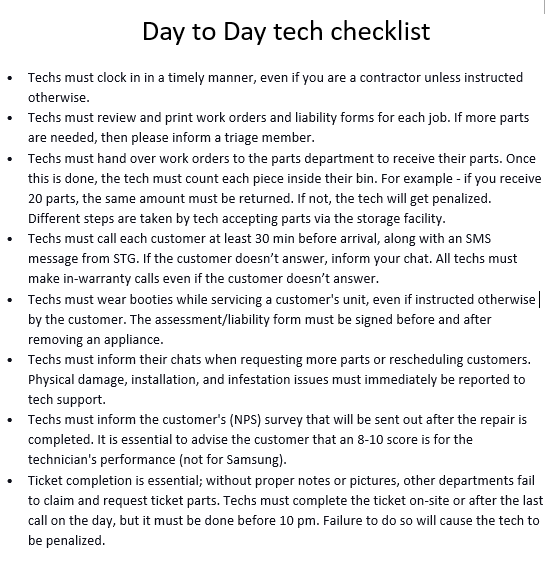 Day to Day tech checklist
• Techs must clock in in a timely manner, even if you are a contractor unless instructed
otherwise.
• Techs must review and print work orders and liability forms for each job. If more parts
are needed, then please inform a triage member.
• Techs must hand over work orders to the parts department to receive their parts. Once
this is done, the tech must count each piece inside their bin. For example - if you receive
20 parts, the same amount must be returned. If not, the tech will get penalized.
Different steps are taken by tech accepting parts via the storage facility.
• Techs must call each customer at least 30 min before arrival, along with an SMS
message from STG. If the customer doesn’t answer, inform your chat. All techs must
make in-warranty calls even if the customer doesn’t answer.
• Techs must wear booties while servicing a customer's unit, even if instructed otherwise
by the customer. The assessment/liability form must be signed before and after
removing an appliance.
• Techs must inform their chats when requesting more parts or rescheduling customers.
Physical damage, installation, and infestation issues must immediately be reported to
tech support.
• Techs must inform the customer's (NPS) survey that will be sent out after the repair is
completed. It is essential to advise the customer that an 8-10 score is for the
technician's performance (not for Samsung).
• Ticket completion is essential; without proper notes or pictures, other departments fail
to claim and request ticket parts. Techs must complete the ticket on-site or after the last
call on the day, but it must be done before 10 pm. Failure to do so will cause the tech to
be penalized.